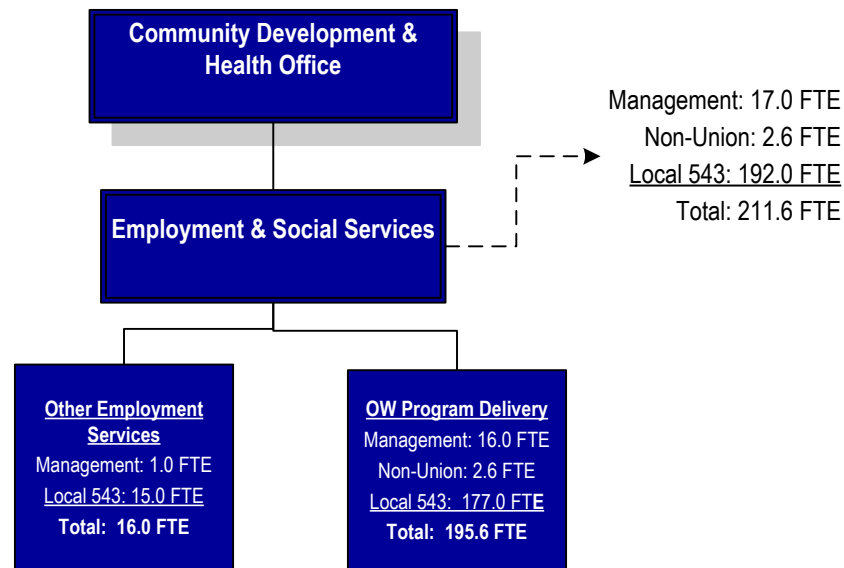 Community Development &
Health Office
Management: 17.0 FTE
Non-Union: 2.6 FTE
Local 543: 192.0 FTE
Total: 211.6 FTE
Employment & Social Services
Other Employment
Services
Management: 1.0 FTE
Local 543: 15.0 FTE
Total: 16.0 FTE
OW Program Delivery
Management: 16.0 FTE
Non-Union: 2.6 FTE
Local 543: 177.0 FTE
Total: 195.6 FTE